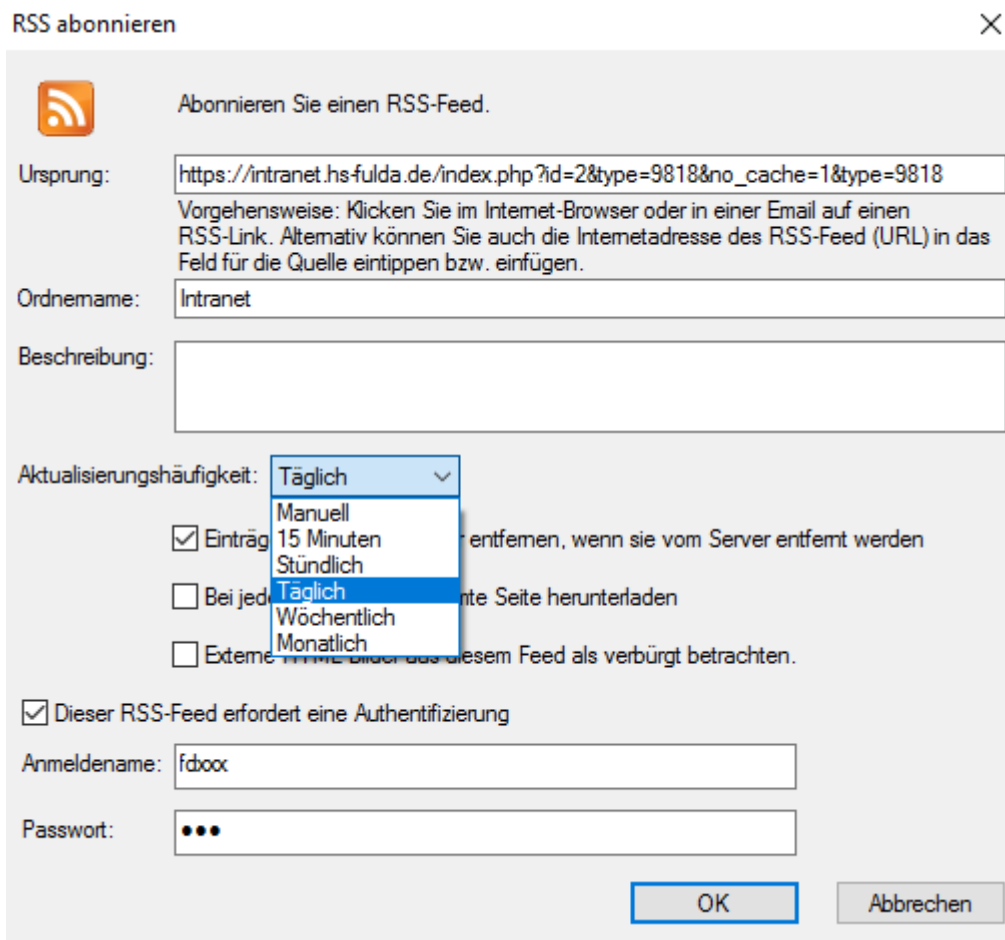 RSS abonnieren
Abonnieren Sie einen RSS-Feed.
Ursprung: https://intranet.hs-fulda.de/index.php?id=2&type=9818&no_cache=1&type=9818
Vorgehensweise: Klicken Sie im Internet-Browser oder in einer Email auf einen
RSS-Link. Alternativ können Sie auch die Internetadresse des RSS-Feed (URL) in das
Feld für die Quelle eintippen bzw. einfügen.
Ordnername: Intranet
Beschreibung:
Aktualisierungshäufigkeit: Täglich
Manuell
15 Minuten
Stündlich
Täglich
Wöchentlich
Monatlich
entfernen, wenn sie vom Server entfernt werden
Bei
Seite herunterladen
Externe
diesem Feed als verbürgt betrachten.
Dieser RSS-Feed erfordert eine Authentifizierung
Anmeldename: fdxxx
Passwort: •••
OK Abbrechen